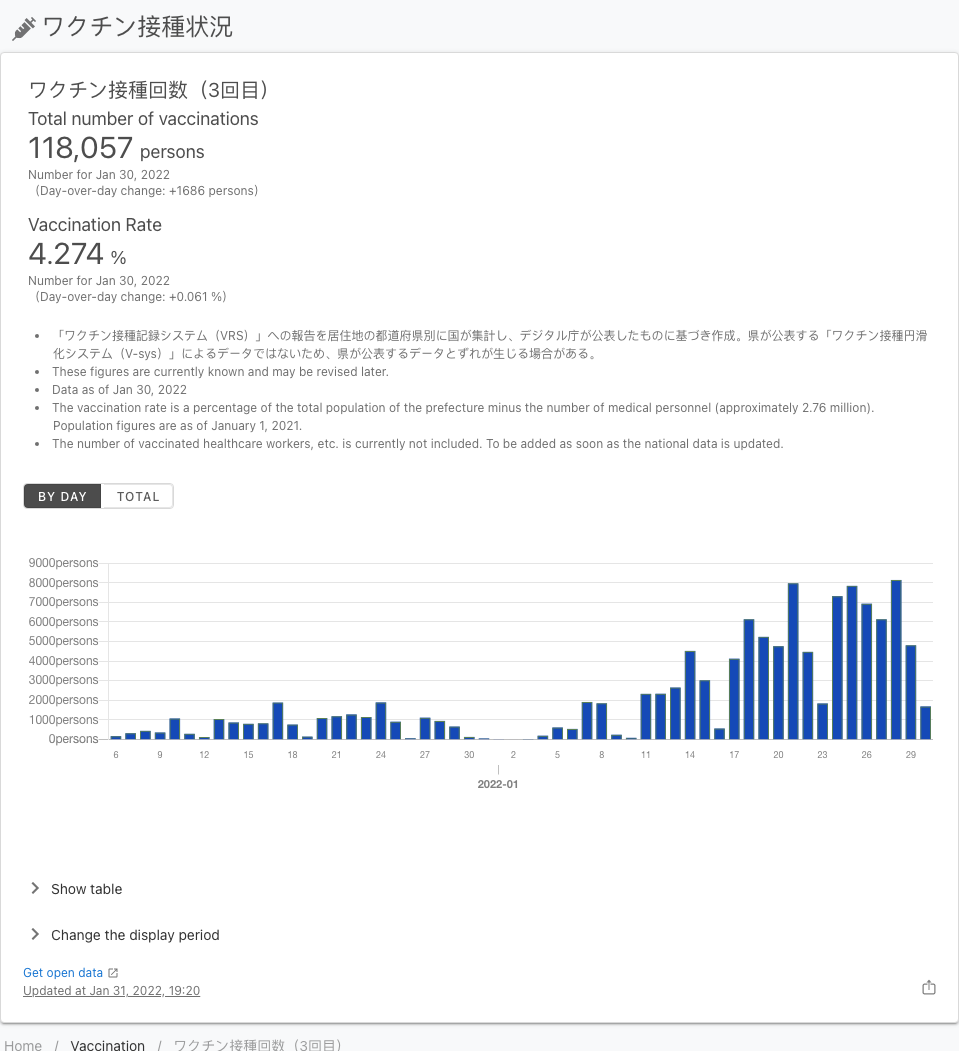 ワクチン接種状況
ワクチン接種回数（3回目）
Total number of vaccinations
118,057 persons
Number for Jan 30, 2022
（Day-over-day change: +1686 persons)
Vaccination Rate
4.274 %
Number for Jan 30, 2022
（Day-over-day change: +0.061 %)
• 「ワクチン接種記録システム（VRS）」への報告を居住地の都道府県別に国が集計し、デジタル庁が公表したものに基づき作成。県が公表する「ワクチン接種円滑
化システム（V-sys）」によるデータではないため、県が公表するデータとずれが生じる場合がある。
• These figures are currently known and may be revised later.
• Data as of Jan 30, 2022
• The vaccination rate is a percentage of the total population of the prefecture minus the number of medical personnel (approximately 2.76 million).
Population figures are as of January 1, 2021.
• The number of vaccinated healthcare workers, etc. is currently not included. To be added as soon as the national data is updated.
BY DAY TOTAL
9000persons
8000persons
7000persons
6000persons
5000persons
4000persons
3000persons
2000persons
1000persons
0persons
6 9 12 15 18 21 24 27 30 2 5 8 11 14 17 20 23 26 29
2022-01
Show table
Change the display period
Get open data
Updated at Jan 31, 2022, 19:20
Home / Vaccination / ワクチン接種回数（3回目）